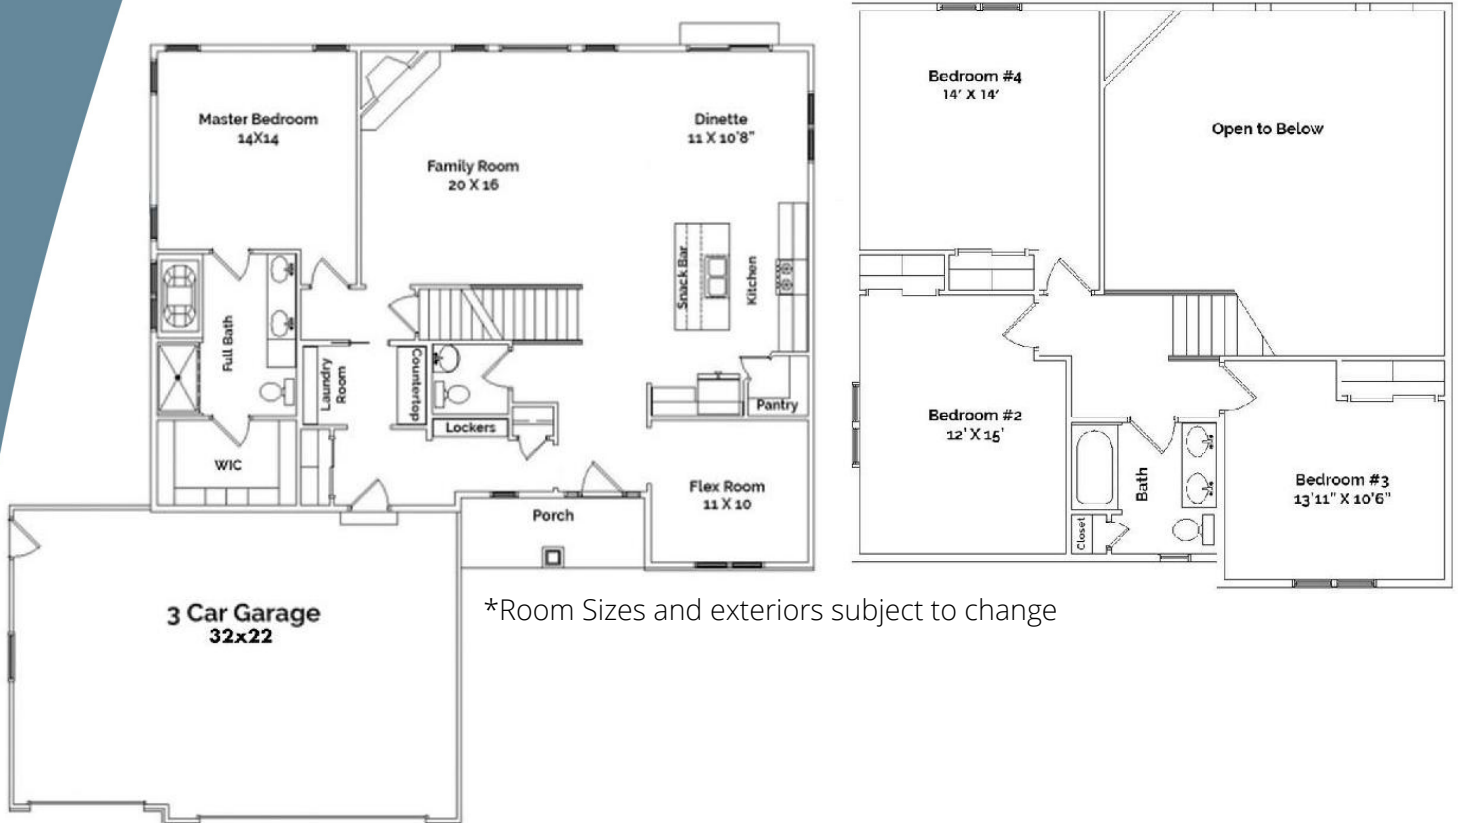 Master Bedroom
14X14
Family Room
20 X 16
Dinette
11 X 10'8"
Snack Bar
Kitchen
Full Bath
Laundry
Room
Countertop
Lockers
Pantry
WIC
Flex Room
11 X 10
Porch
3 Car Garage
32x22
Bedroom #4
14' X 14'
Open to Below
Bedroom #2
12' X 15'
Bath
Closet
Bedroom #3
13'11" X 10'6"
*Room Sizes and exteriors subject to change